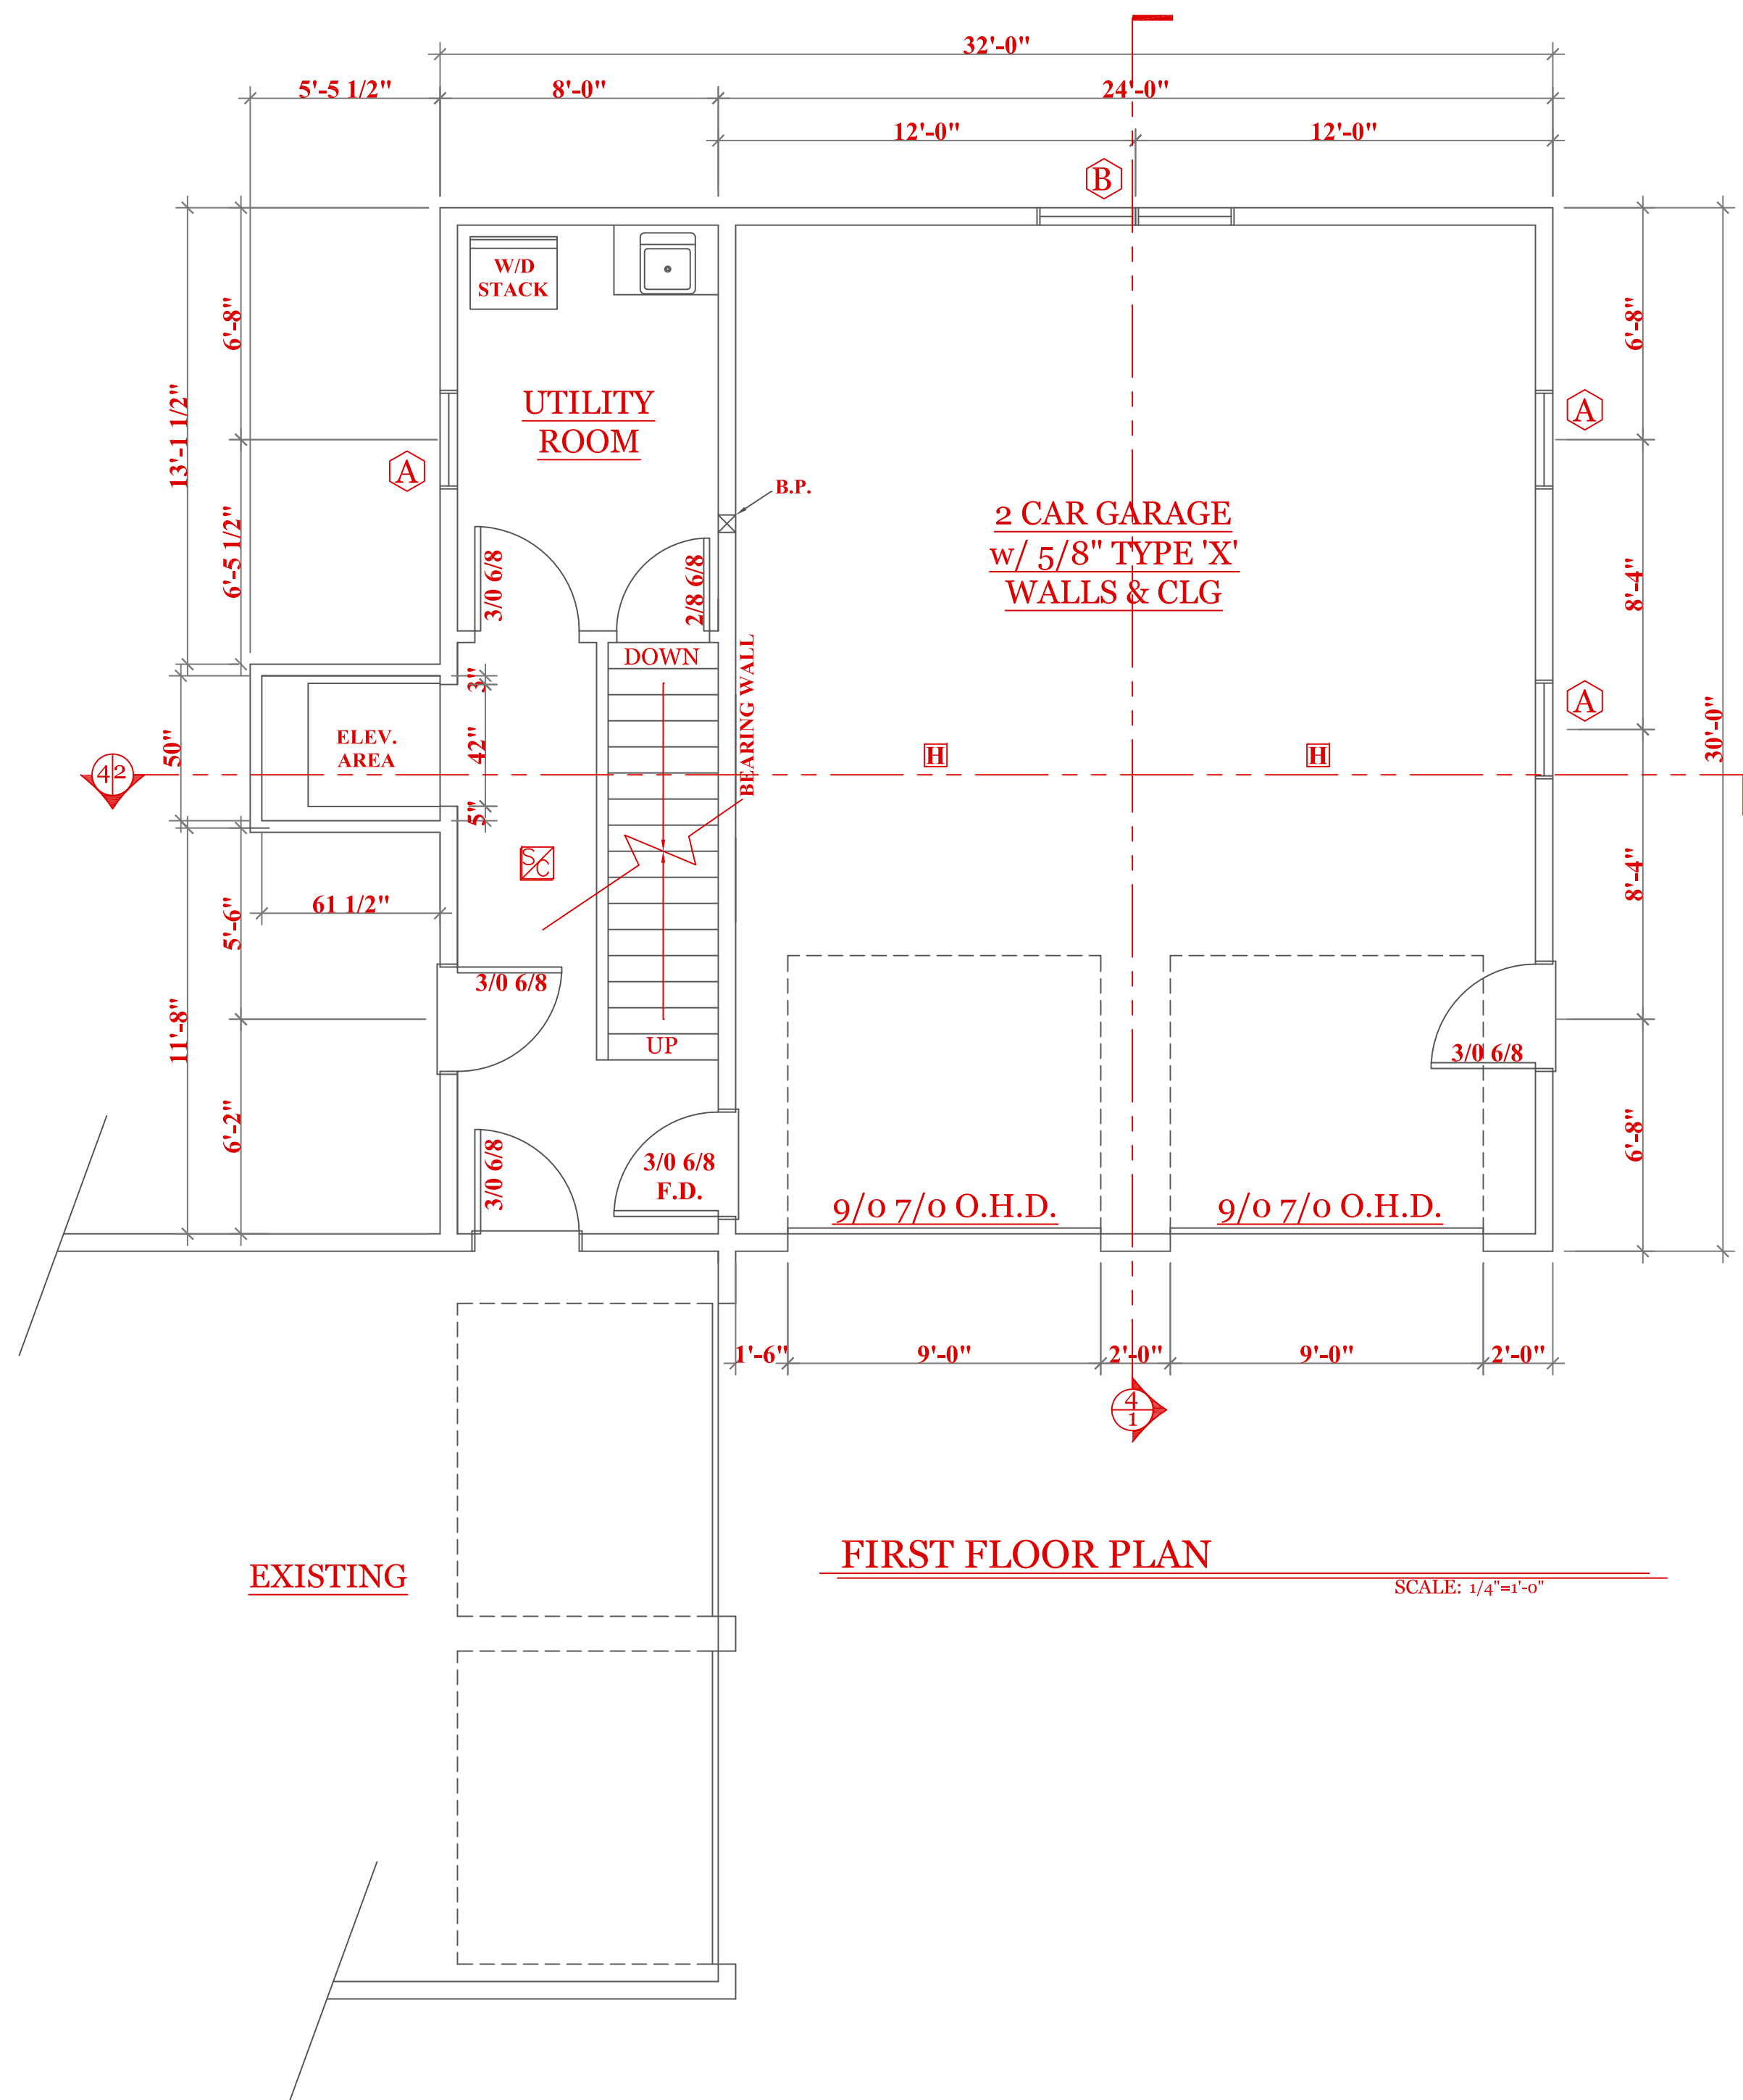 32'-0"
5'-5 1/2"
8'-0"
24'-0"
12'-0"
12'-0"
B
W/D
STACK
6'-8"
6'-8"
13'-1 1/2"
UTILITY
ROOM
A
A
B.P.
2 CAR GARAGE
w/ 5/8" TYPE 'X'
WALLS & CLG
6'-5 1/2"
3/0 6/8
2/8 6/8
8'-4"
DOWN
BEARING WALL
3"
A
50"
ELEV.
AREA
42"
H
H
30'-0"
42
5"
S/C
61 1/2"
5'-6"
8'-4"
3/0 6/8
11'-8"
UP
3/0 6/8
6'-2"
3/0 6/8
3/0 6/8
F.D.
6'-8"
9/0 7/0 O.H.D.
9/0 7/0 O.H.D.
1'-6"
9'-0"
2'-0"
9'-0"
2'-0"
4
1
FIRST FLOOR PLAN
SCALE: 1/4"=1'-0"
EXISTING